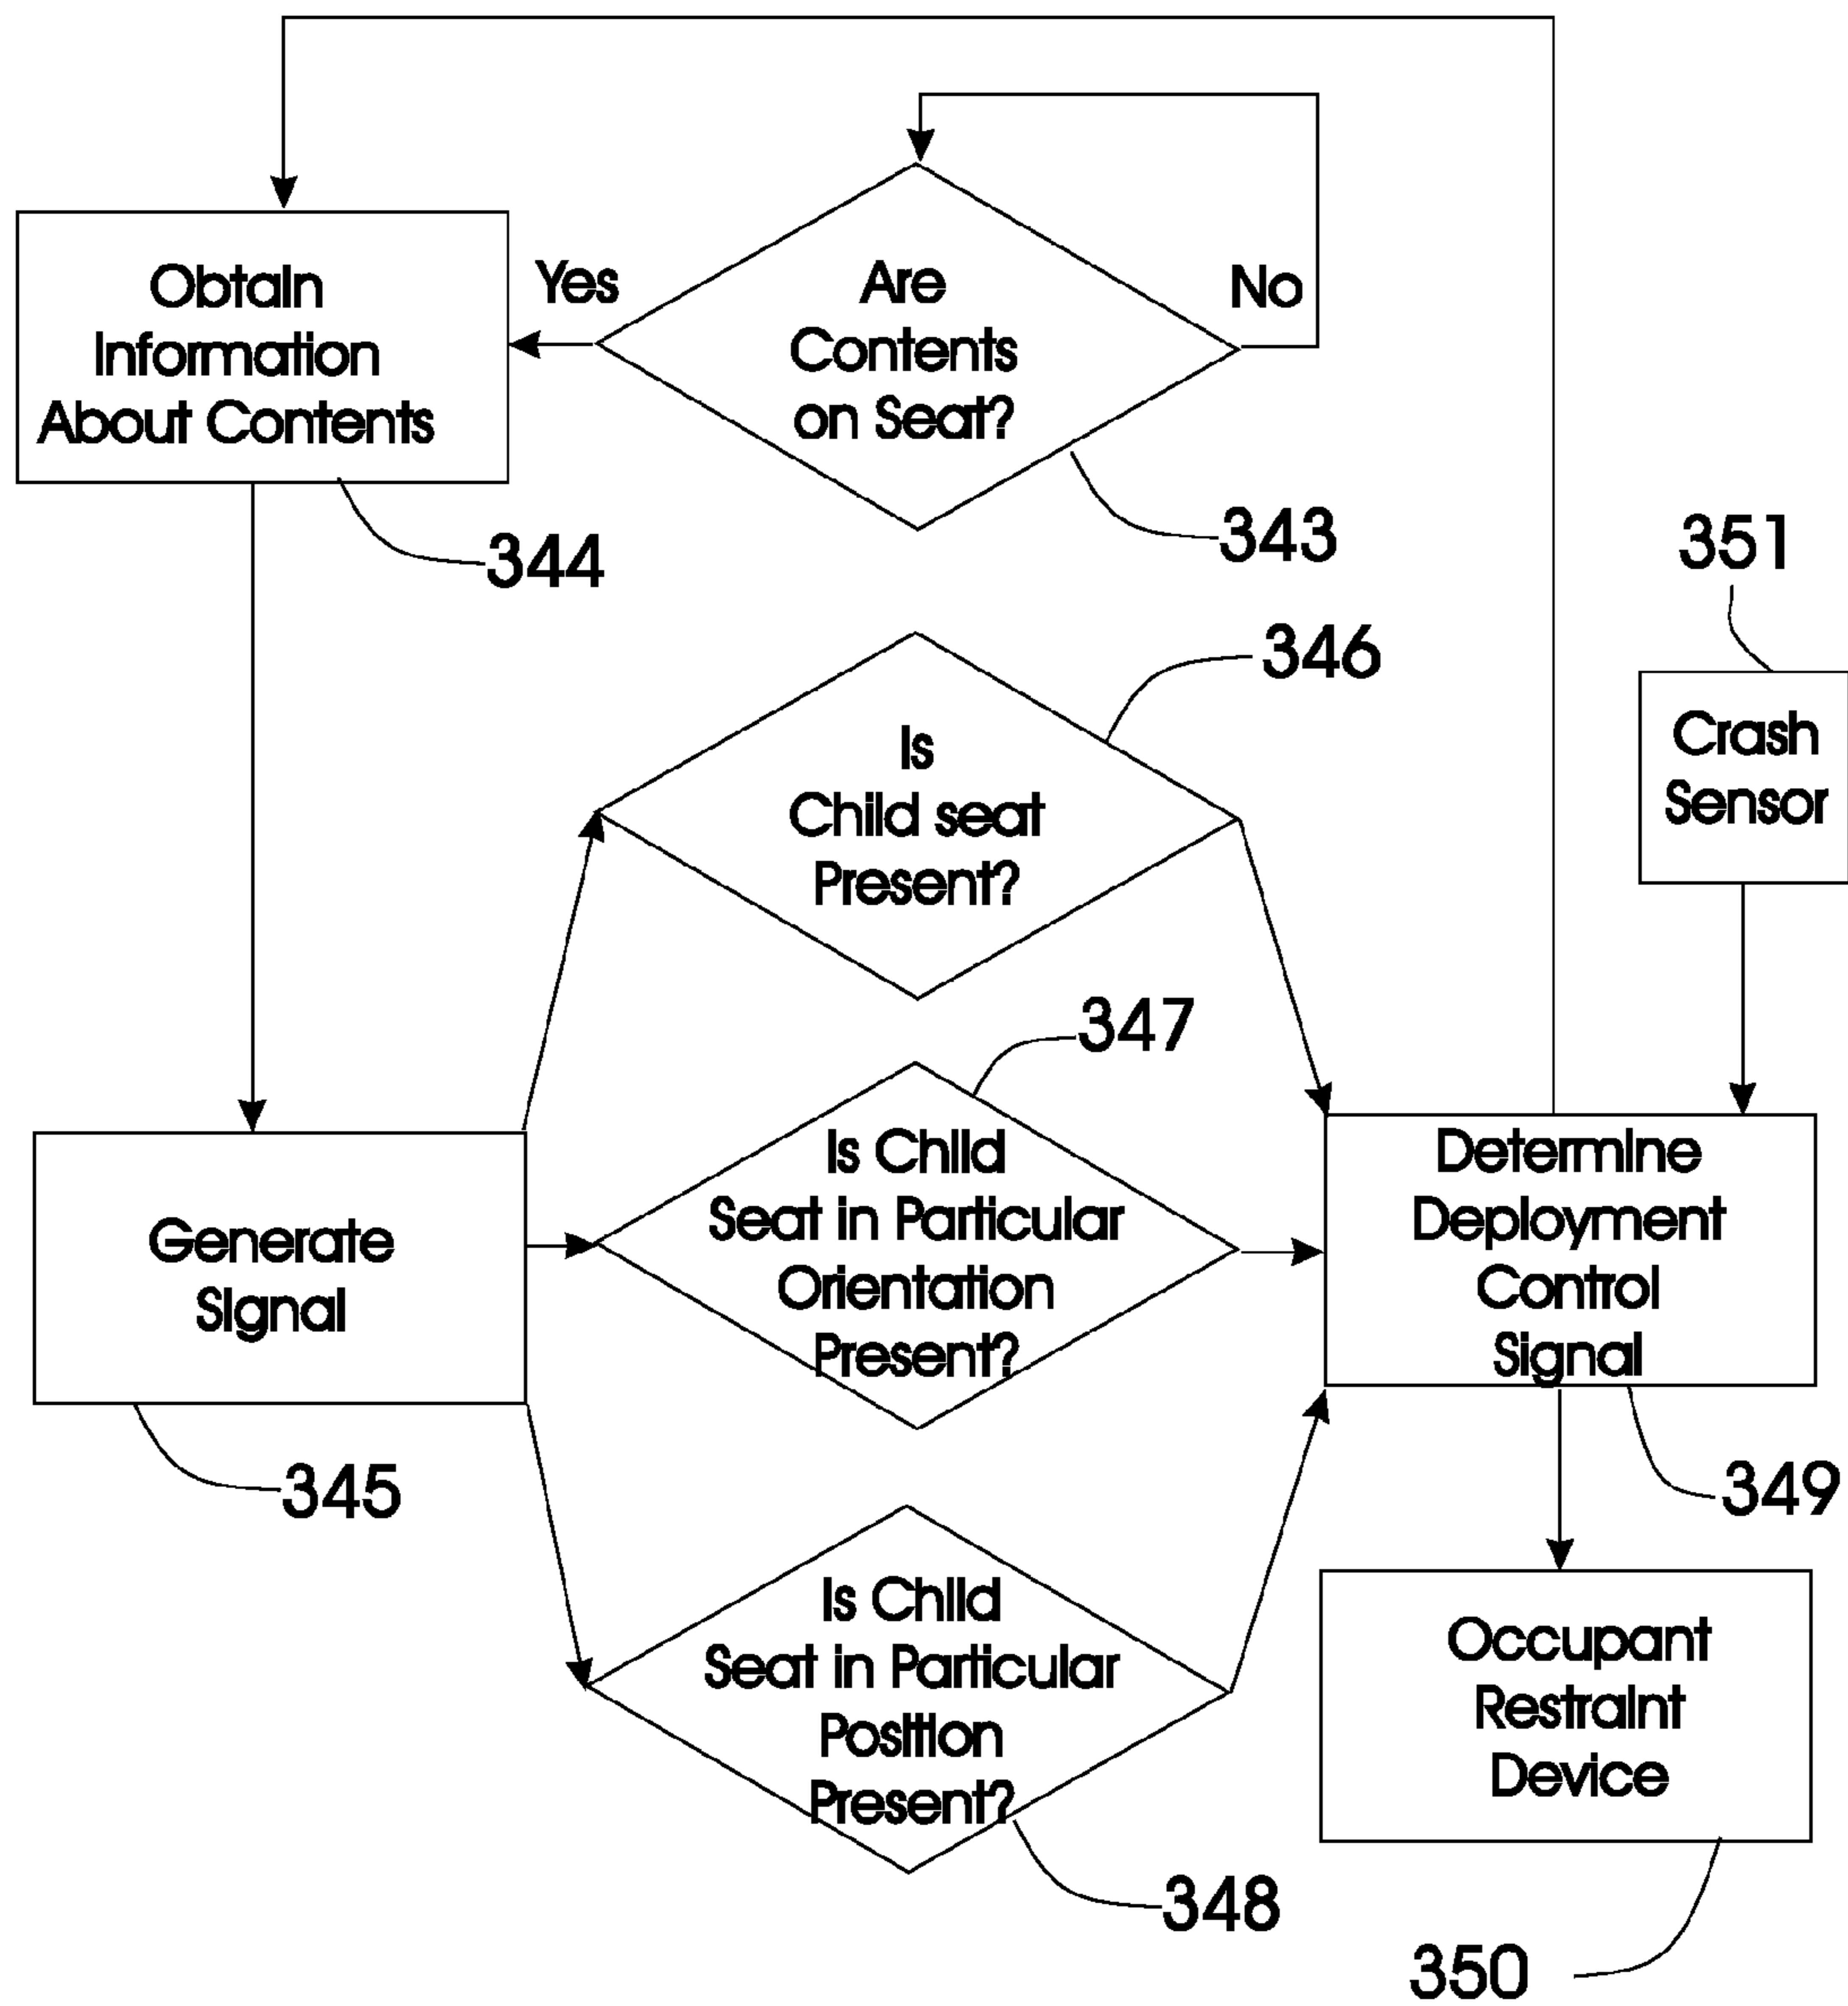 Obtain
Information
About Contents
Yes
Are
Contents
on Seat?
No
344
343
351
346
Is
Child seat
Present?
Crash
Sensor
347
Generate
Signal
Is Child
Seat in Particular
Orientation
Present?
Determine
Deployment
Control
Signal
345
349
Is Child
Seat in Particular
Position
Present?
Occupant
Restraint
Device
348
350